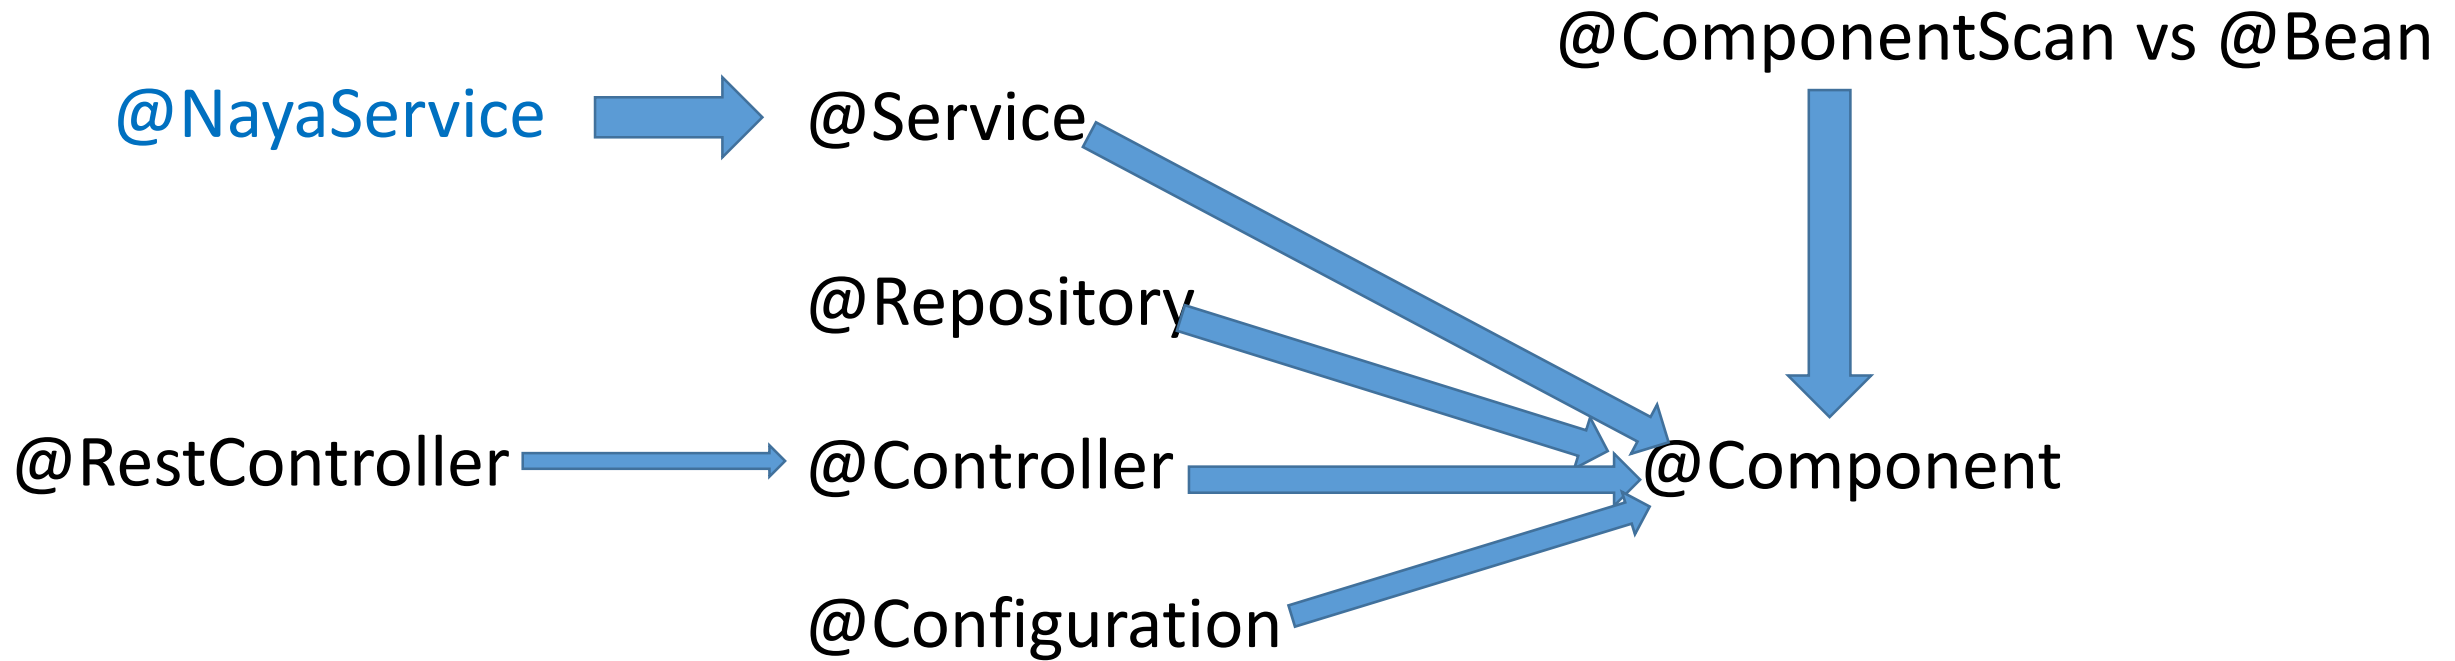 @ComponentScan vs @Bean
@NayaService
@Service
@Repository
@RestController
@Controller
@Component
@Configuration